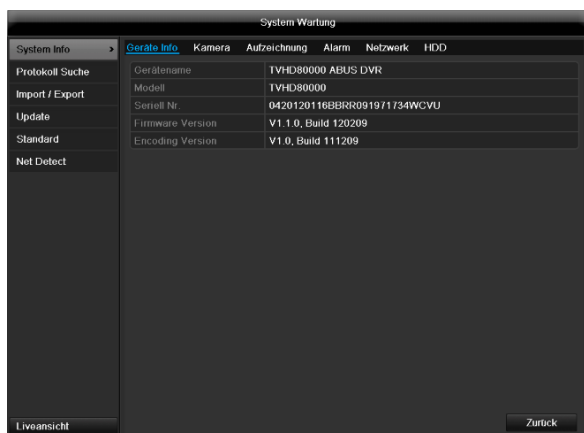 System Wartung
System Info >
Protokoll Suche
Import / Export
Update
Standard
Net Detect
Liveansicht
Geräte Info Kamera Aufzeichnung Alarm Netzwerk HDD
Gerätename TVHD80000 ABUS DVR
Modell TVHD80000
Seriell Nr. 0420120116BBRR091971734WCVU
Firmware Version V1.1.0, Build 120209
Encoding Version V1.0, Build 111209
Zurück